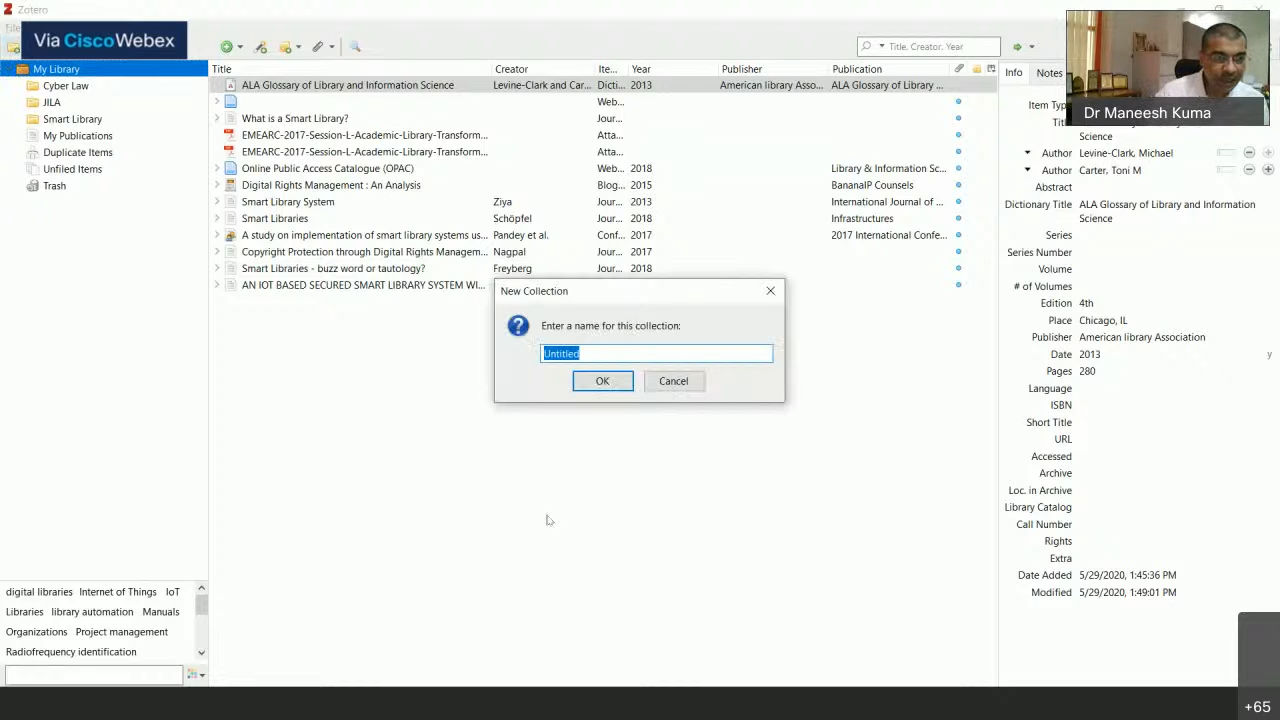 Zotero
Via CiscoWebex
Title, Creator, Year
My Library
Cyber Law
JILA
Smart Library
My Publications
Duplicate Items
Unfiled Items
Trash
Title Creator Ite... Year Publisher Publication
ALA Glossary of Library and Information Science Levine-Clark and Car... Dicti... 2013 American library Asso... ALA Glossary of Library ...
Web...
What is a Smart Library? Jour...
EMEARC-2017-Session-L-Academic-Library-Transform... Atta...
EMEARC-2017-Session-L-Academic-Library-Transform... Atta...
Online Public Access Catalogue (OPAC) Web... 2018 Library & Information Sc...
Digital Rights Management : An Analysis Blog... 2015 BananaIP Counsels
Smart Library System Ziya Jour... 2013 International Journal of ...
Smart Libraries Schöpfel Jour... 2018 Infrastructures
A study on implementation of smart library systems us... Pandey et al. Conf... 2017 2017 International Confe...
Copyright Protection through Digital Rights Managem... Nagpal Jour... 2017
Smart Libraries - buzz word or tautology? Freyberg Jour... 2018
AN IOT BASED SECURED SMART LIBRARY SYSTEM WI...
New Collection
Enter a name for this collection:
Untitled
OK Cancel
Dr Maneesh Kuma
Info Notes
Item Typ
Titl
Science
Author Levine-Clark, Michael
Author Carter, Toni M
Abstract
Dictionary Title ALA Glossary of Library and Information
Science
Series
Series Number
Volume
# of Volumes
Edition 4th
Place Chicago, IL
Publisher American library Association
Date 2013 y
Pages 280
Language
ISBN
Short Title
URL
Accessed
Archive
Loc. in Archive
Library Catalog
Call Number
Rights
Extra
Date Added 5/29/2020, 1:45:36 PM
Modified 5/29/2020, 1:49:01 PM
digital libraries Internet of Things IoT
Libraries library automation Manuals
Organizations Project management
Radiofrequency identification
+65